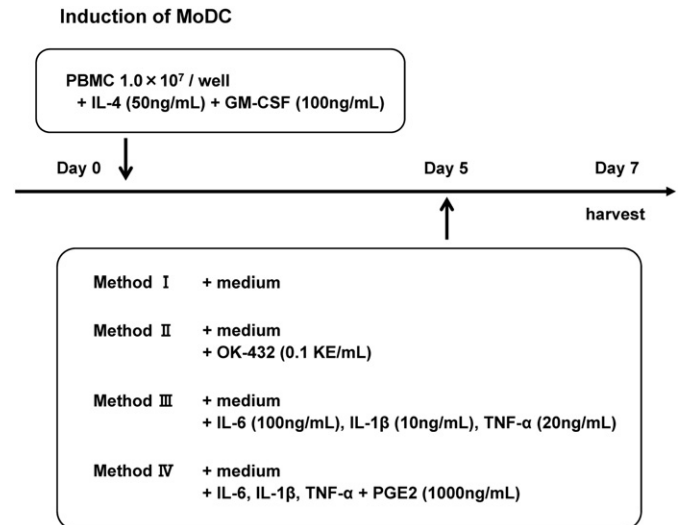 Induction of MoDC
PBMC 1.0 × 10⁷ / well
+ IL-4 (50ng/mL) + GM-CSF (100ng/mL)
Day 0
Day 5
Day 7
harvest
Method Ⅰ + medium
Method Ⅱ + medium
+ OK-432 (0.1 KE/mL)
Method Ⅲ + medium
+ IL-6 (100ng/mL), IL-1β (10ng/mL), TNF-α (20ng/mL)
Method Ⅳ + medium
+ IL-6, IL-1β, TNF-α + PGE2 (1000ng/mL)